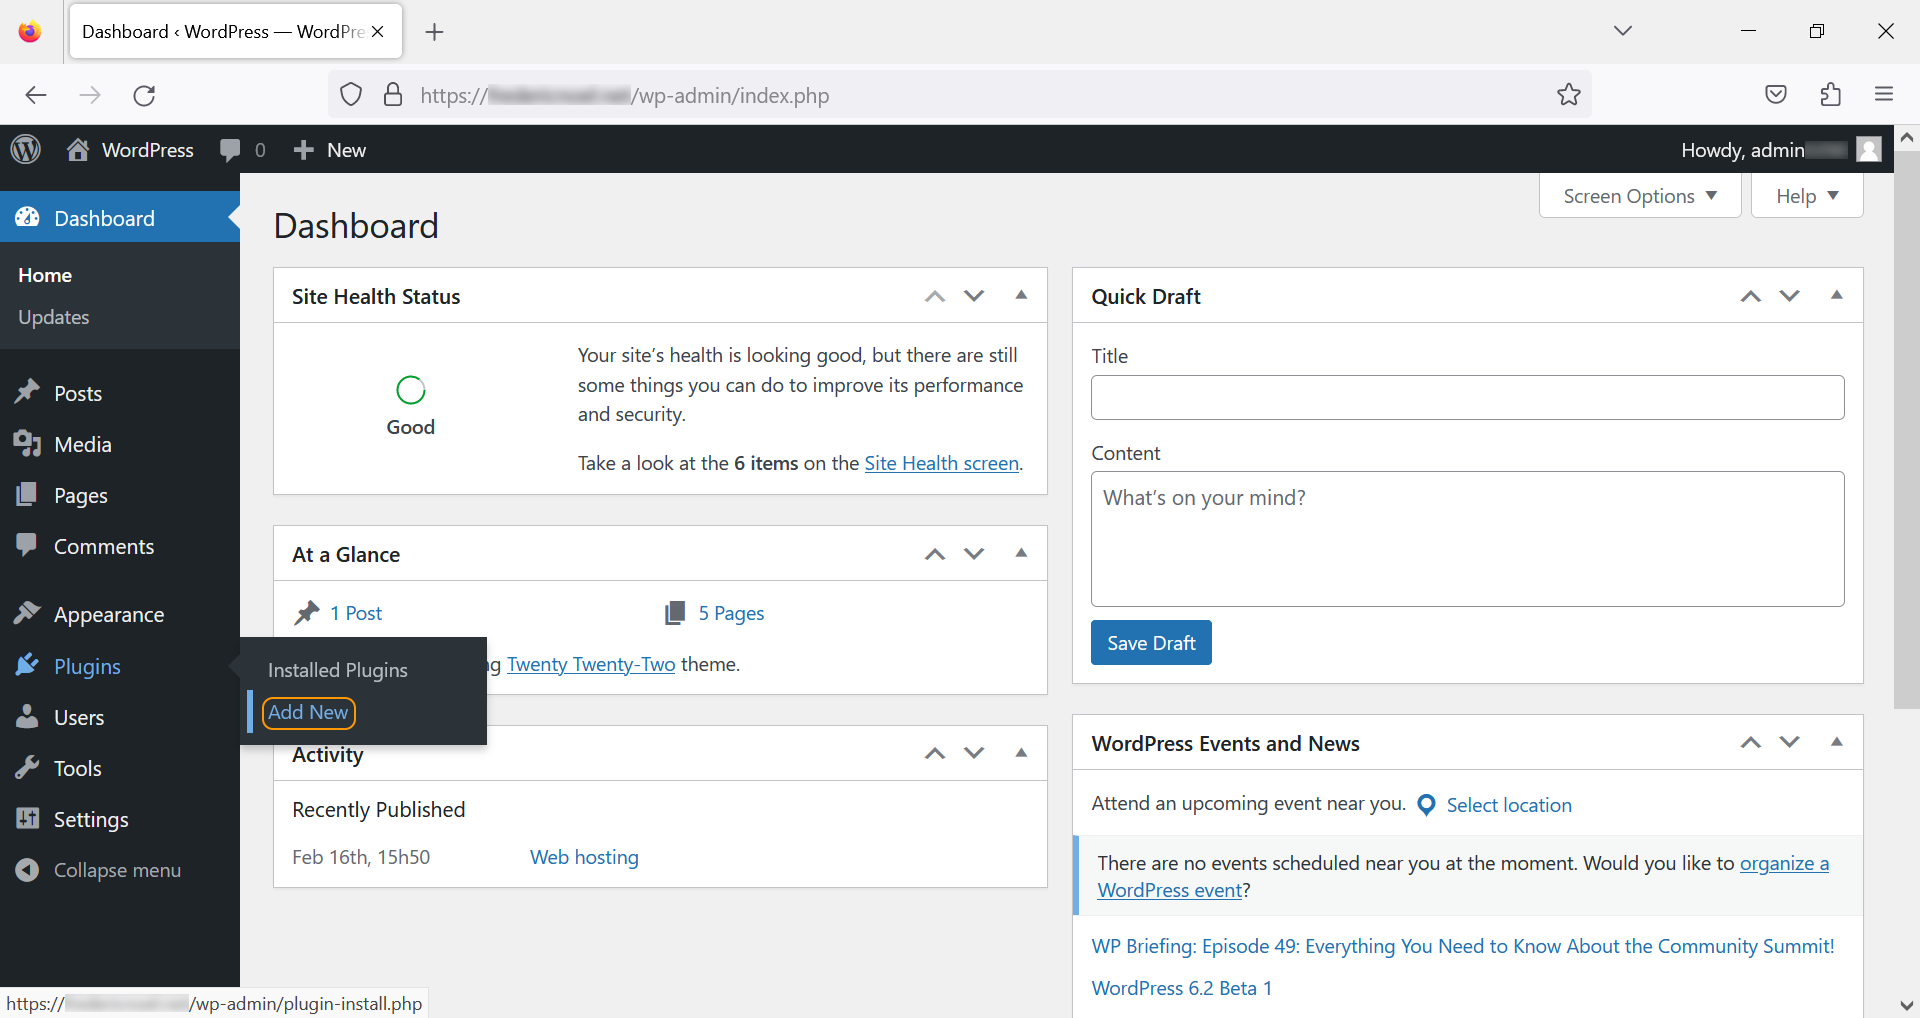 Dashboard ‹ WordPress — WordPre
https:// /wp-admin/index.php
WordPress 0 New
Howdy, admin
Screen Options Help
Dashboard
Home
Updates
Posts
Media
Pages
Comments
Appearance
Plugins
Users
Tools
Settings
Collapse menu
Installed Plugins
Add New
Dashboard
Site Health Status
Good
Your site's health is looking good, but there are still
some things you can do to improve its performance
and security.
Take a look at the 6 items on the Site Health screen.
At a Glance
1 Post
5 Pages
ng Twenty Twenty-Two theme.
Activity
Recently Published
Feb 16th, 15h50 Web hosting
Quick Draft
Title
Content
What's on your mind?
Save Draft
WordPress Events and News
Attend an upcoming event near you. Select location
There are no events scheduled near you at the moment. Would you like to organize a
WordPress event?
WP Briefing: Episode 49: Everything You Need to Know About the Community Summit!
WordPress 6.2 Beta 1
https:// /wp-admin/plugin-install.php